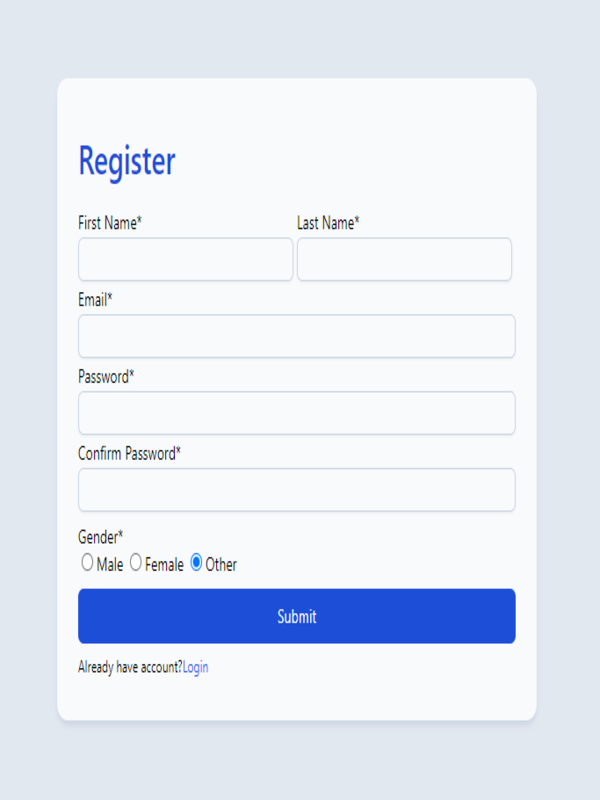 Register
First Name* Last Name*
Email*
Password*
Confirm Password*
Gender*
Male Female Other
Submit
Already have account?Login